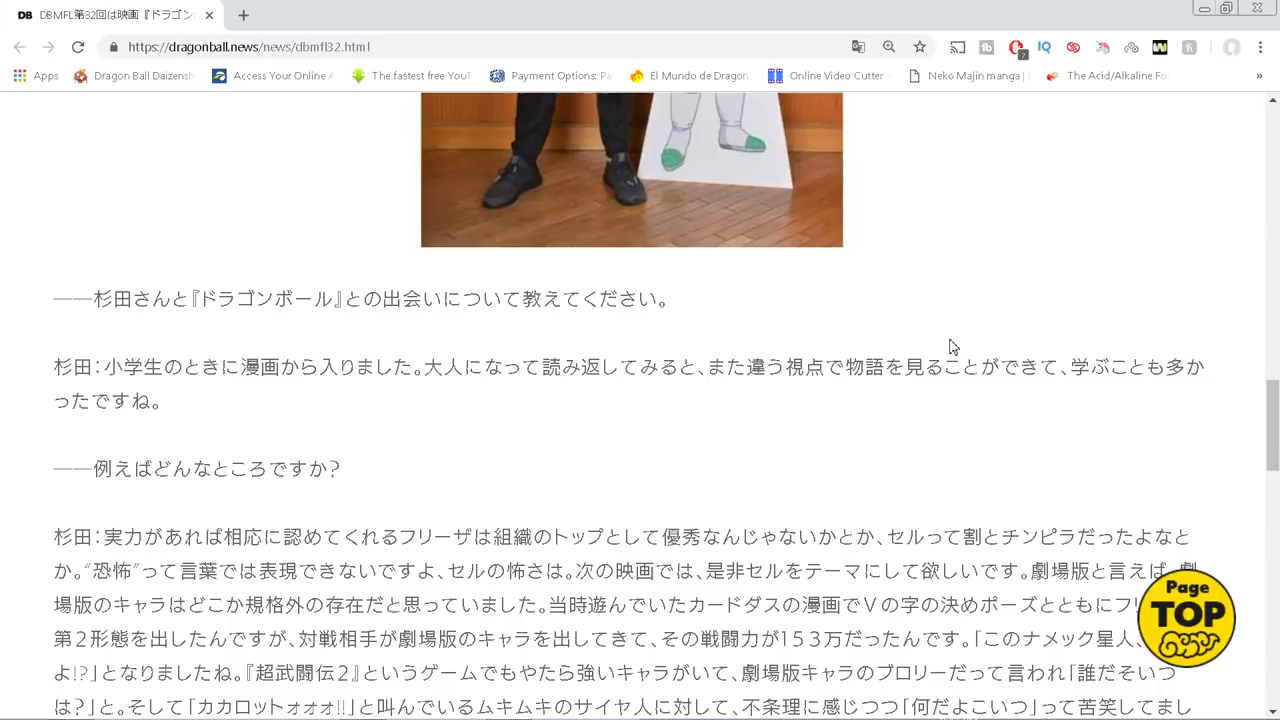 DB DBMFL第32回は映画『ドラゴン
https://dragonball.news/news/dbmfl32.html
Apps Dragon Ball Daizensh Access Your Online A The fastest free YouT Payment Options: Pa El Mundo de Dragon Online Video Cutter - Neko Majin manga | The Acid/Alkaline Fo »
――杉田さんと『ドラゴンボール』との出会いについて教えてください。
杉田：小学生のときに漫画から入りました。大人になって読み返してみると、また違う視点で物語を見ることができて、学ぶことも多か
ったですね。
――例えばどんなところですか？
杉田：実力があれば相応に認めてくれるフリーザは組織のトップとして優秀なんじゃないかとか、セルって割とチンピラだったよなと
か。“恐怖”って言葉では表現できないですよ、セルの怖さは。次の映画では、是非セルをテーマにして欲しいです。劇場版と言えば、劇
場版のキャラはどこか規格外の存在だと思っていました。当時遊んでいたカードダスの漫画でＶの字の決めポーズとともにフリ
第２形態を出したんですが、対戦相手が劇場版のキャラを出してきて、その戦闘力が１５３万だったんです。「このナメック星人、
よ!?」となりましたね。『超武闘伝２』というゲームでもやたら強いキャラがいて、劇場版キャラのブロリーだって言われ「誰だそいつ
は？」と。そして「カカロットォォォ!!」と叫んでいるムキムキのサイヤ人に対して、不条理に感じつつ「何だよこいつ」って苦笑してまし
Page
TOP